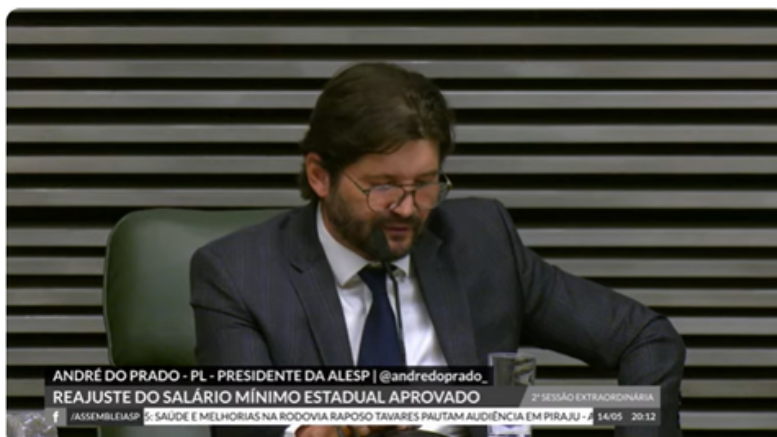 ANDRÉ DO PRADO - PL - PRESIDENTE DA ALESP | @andredoprado_
REAJUSTE DO SALÁRIO MÍNIMO ESTADUAL APROVADO
2ª SESSÃO EXTRAORDINÁRIA
f /ASSEMBLEIASP 5: SAÚDE E MELHORIAS NA RODOVIA RAPOSO TAVARES PAUTAM AUDIÊNCIA EM PIRAJU - 14/05 20:12